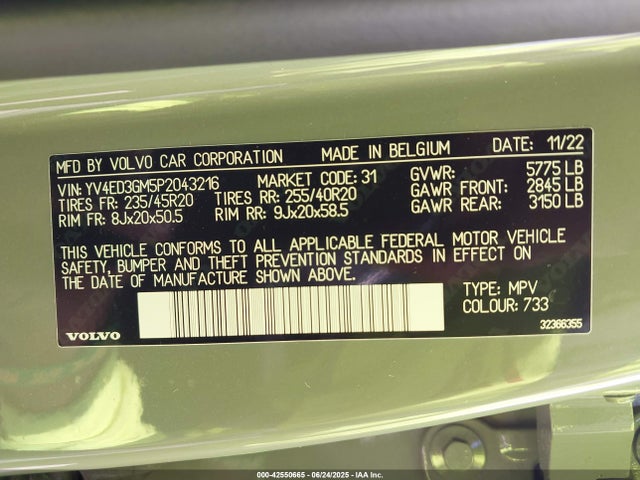 MFD BY VOLVO CAR CORPORATION MADE IN BELGIUM DATE: 11/22
VIN: YV4ED3GM5P2043216 MARKET CODE: 31 GVWR: 5775 LB
TIRES FR: 235/45R20 TIRES RR: 255/40R20 GAWR FRONT: 2845 LB
RIM FR: 8Jx20x50.5 RIM RR: 9Jx20x58.5 GAWR REAR: 3150 LB
THIS VEHICLE CONFORMS TO ALL APPLICABLE FEDERAL MOTOR VEHICLE
SAFETY, BUMPER AND THEFT PREVENTION STANDARDS IN EFFECT ON
THE DATE OF MANUFACTURE SHOWN ABOVE.
TYPE: MPV
COLOUR: 733
VOLVO 32366355
000-42550665 - 06/24/2025 - IAA Inc.